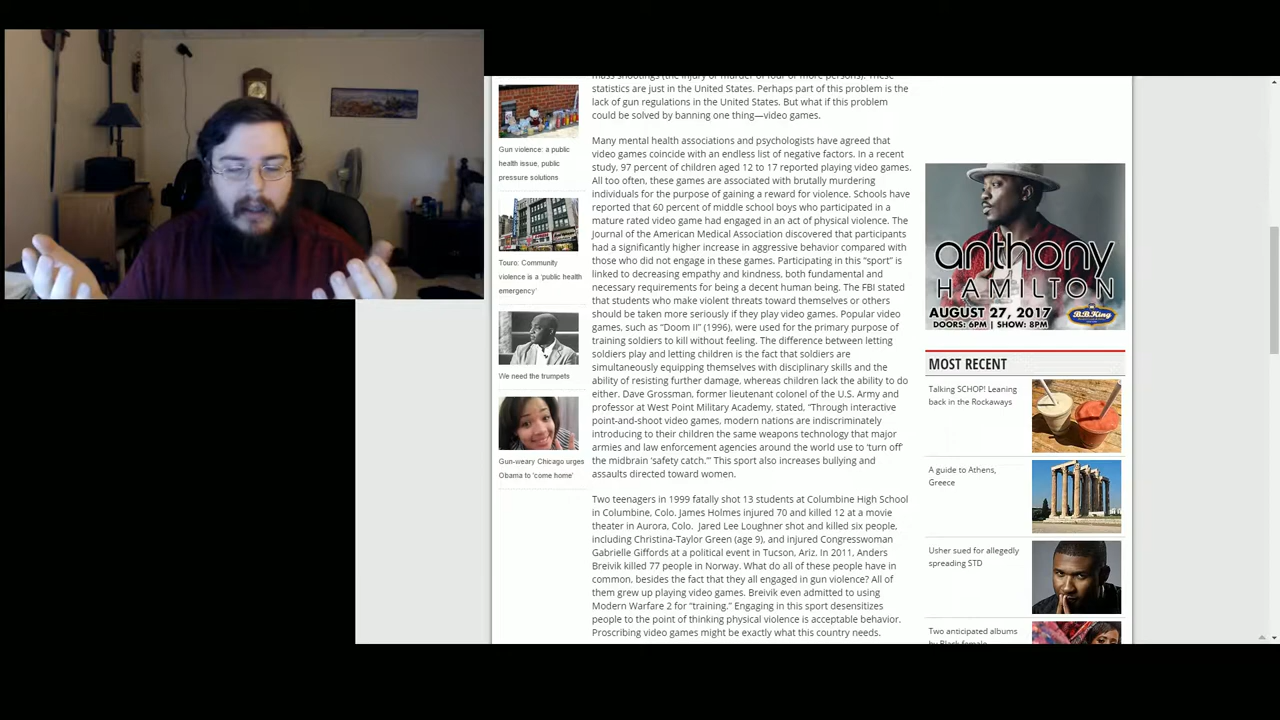 mass shootings (the injury or murder of four or more persons). These
statistics are just in the United States. Perhaps part of this problem is the
lack of gun regulations in the United States. But what if this problem
could be solved by banning one thing—video games.
Many mental health associations and psychologists have agreed that
video games coincide with an endless list of negative factors. In a recent
study, 97 percent of children aged 12 to 17 reported playing video games.
All too often, these games are associated with brutally murdering
individuals for the purpose of gaining a reward for violence. Schools have
reported that 60 percent of middle school boys who participated in a
mature rated video game had engaged in an act of physical violence. The
Journal of the American Medical Association discovered that participants
had a significantly higher increase in aggressive behavior compared with
those who did not engage in these games. Participating in this “sport” is
linked to decreasing empathy and kindness, both fundamental and
necessary requirements for being a decent human being. The FBI stated
that students who make violent threats toward themselves or others
should be taken more seriously if they play video games. Popular video
games, such as “Doom II” (1996), were used for the primary purpose of
training soldiers to kill without feeling. The difference between letting
soldiers play and letting children is the fact that soldiers are
simultaneously equipping themselves with disciplinary skills and the
ability of resisting further damage, whereas children lack the ability to do
either. Dave Grossman, former lieutenant colonel of the U.S. Army and
professor at West Point Military Academy, stated, “Through interactive
point-and-shoot video games, modern nations are indiscriminately
introducing to their children the same weapons technology that major
armies and law enforcement agencies around the world use to ‘turn off’
the midbrain ‘safety catch.’” This sport also increases bullying and
assaults directed toward women.
Two teenagers in 1999 fatally shot 13 students at Columbine High School
in Columbine, Colo. James Holmes injured 70 and killed 12 at a movie
theater in Aurora, Colo. Jared Lee Loughner shot and killed six people,
including Christina-Taylor Green (age 9), and injured Congresswoman
Gabrielle Giffords at a political event in Tucson, Ariz. In 2011, Anders
Breivik killed 77 people in Norway. What do all of these people have in
common, besides the fact that they all engaged in gun violence? All of
them grew up playing video games. Breivik even admitted to using
Modern Warfare 2 for “training.” Engaging in this sport desensitizes
people to the point of thinking physical violence is acceptable behavior.
Proscribing video games might be exactly what this country needs.
Gun violence: a public
health issue, public
pressure solutions
Touro: Community
violence is a ‘public health
emergency’
We need the trumpets
Gun-weary Chicago urges
Obama to ‘come home’
anthony
HAMILTON
AUGUST 27, 2017
DOORS: 6PM | SHOW: 8PM
B.B.King
MOST RECENT
Talking SCHOP! Leaning
back in the Rockaways
A guide to Athens,
Greece
Usher sued for allegedly
spreading STD
Two anticipated albums
by Black female